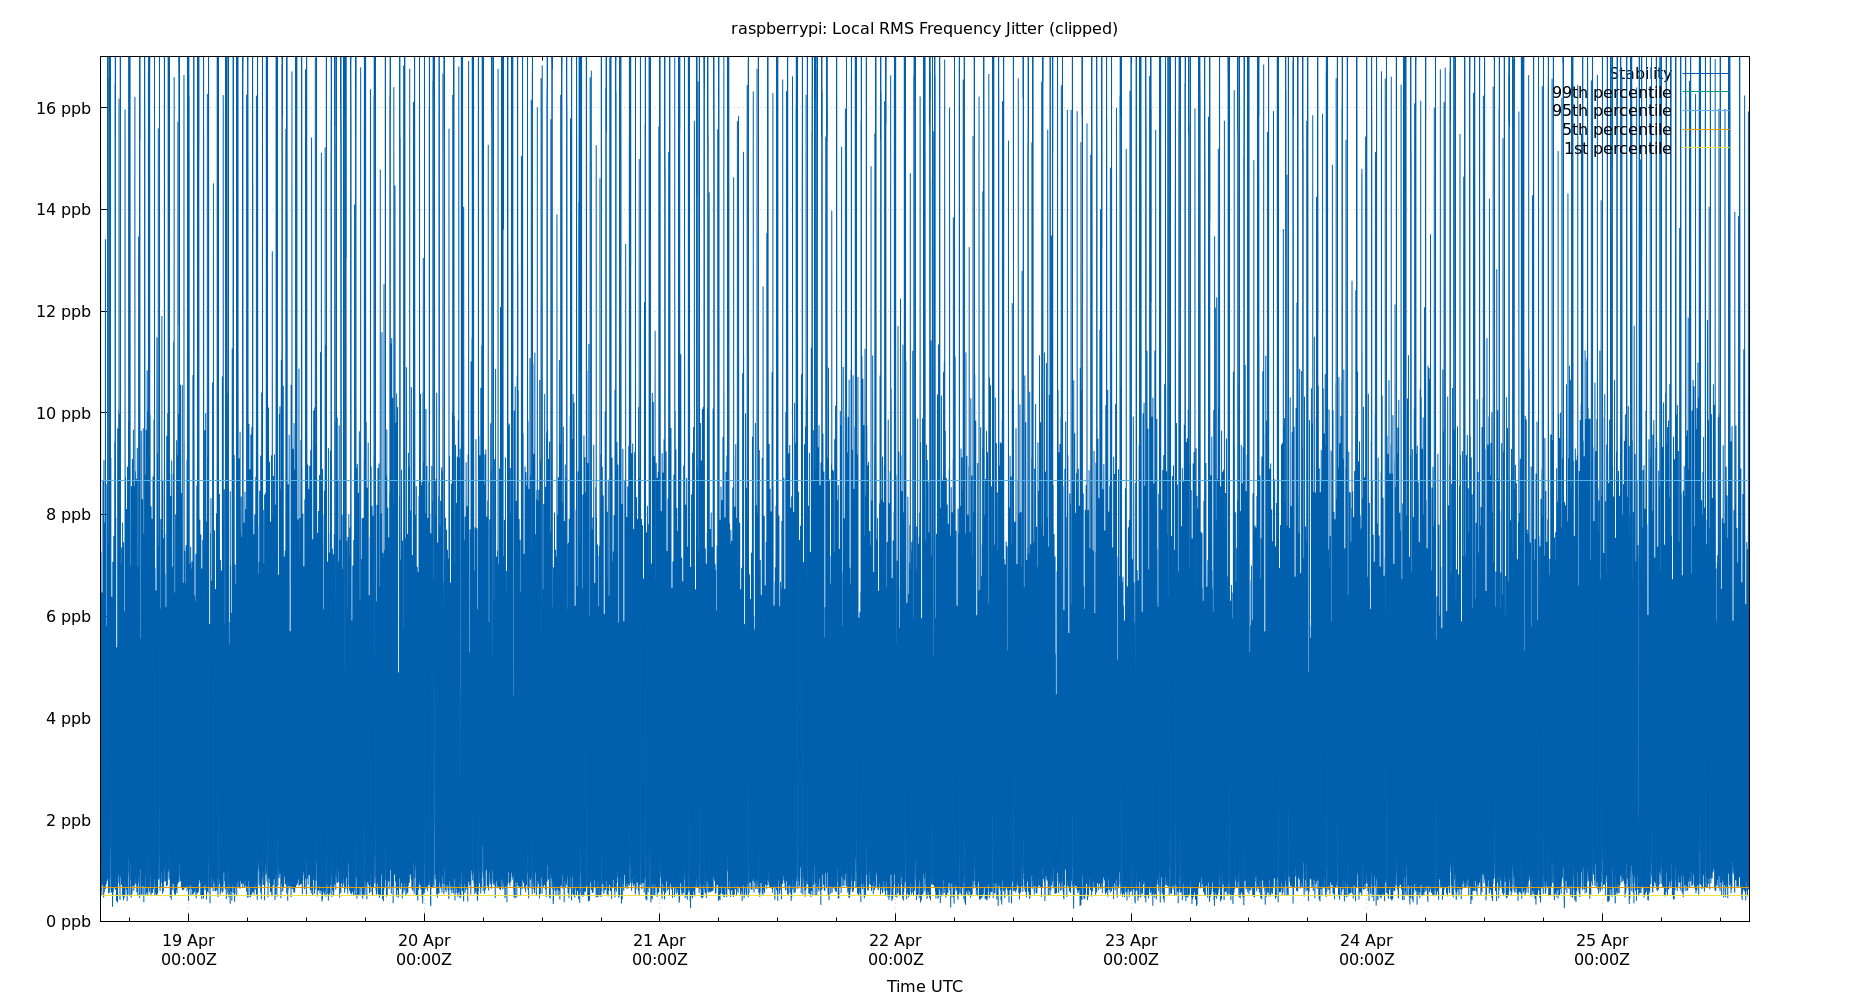 raspberrypi: Local RMS Frequency Jitter (clipped)
Stability
99th percentile
95th percentile
5th percentile
1st percentile
16 ppb
14 ppb
12 ppb
10 ppb
8 ppb
6 ppb
4 ppb
2 ppb
0 ppb
19 Apr
00:00Z
20 Apr
00:00Z
21 Apr
00:00Z
22 Apr
00:00Z
23 Apr
00:00Z
24 Apr
00:00Z
25 Apr
00:00Z
Time UTC